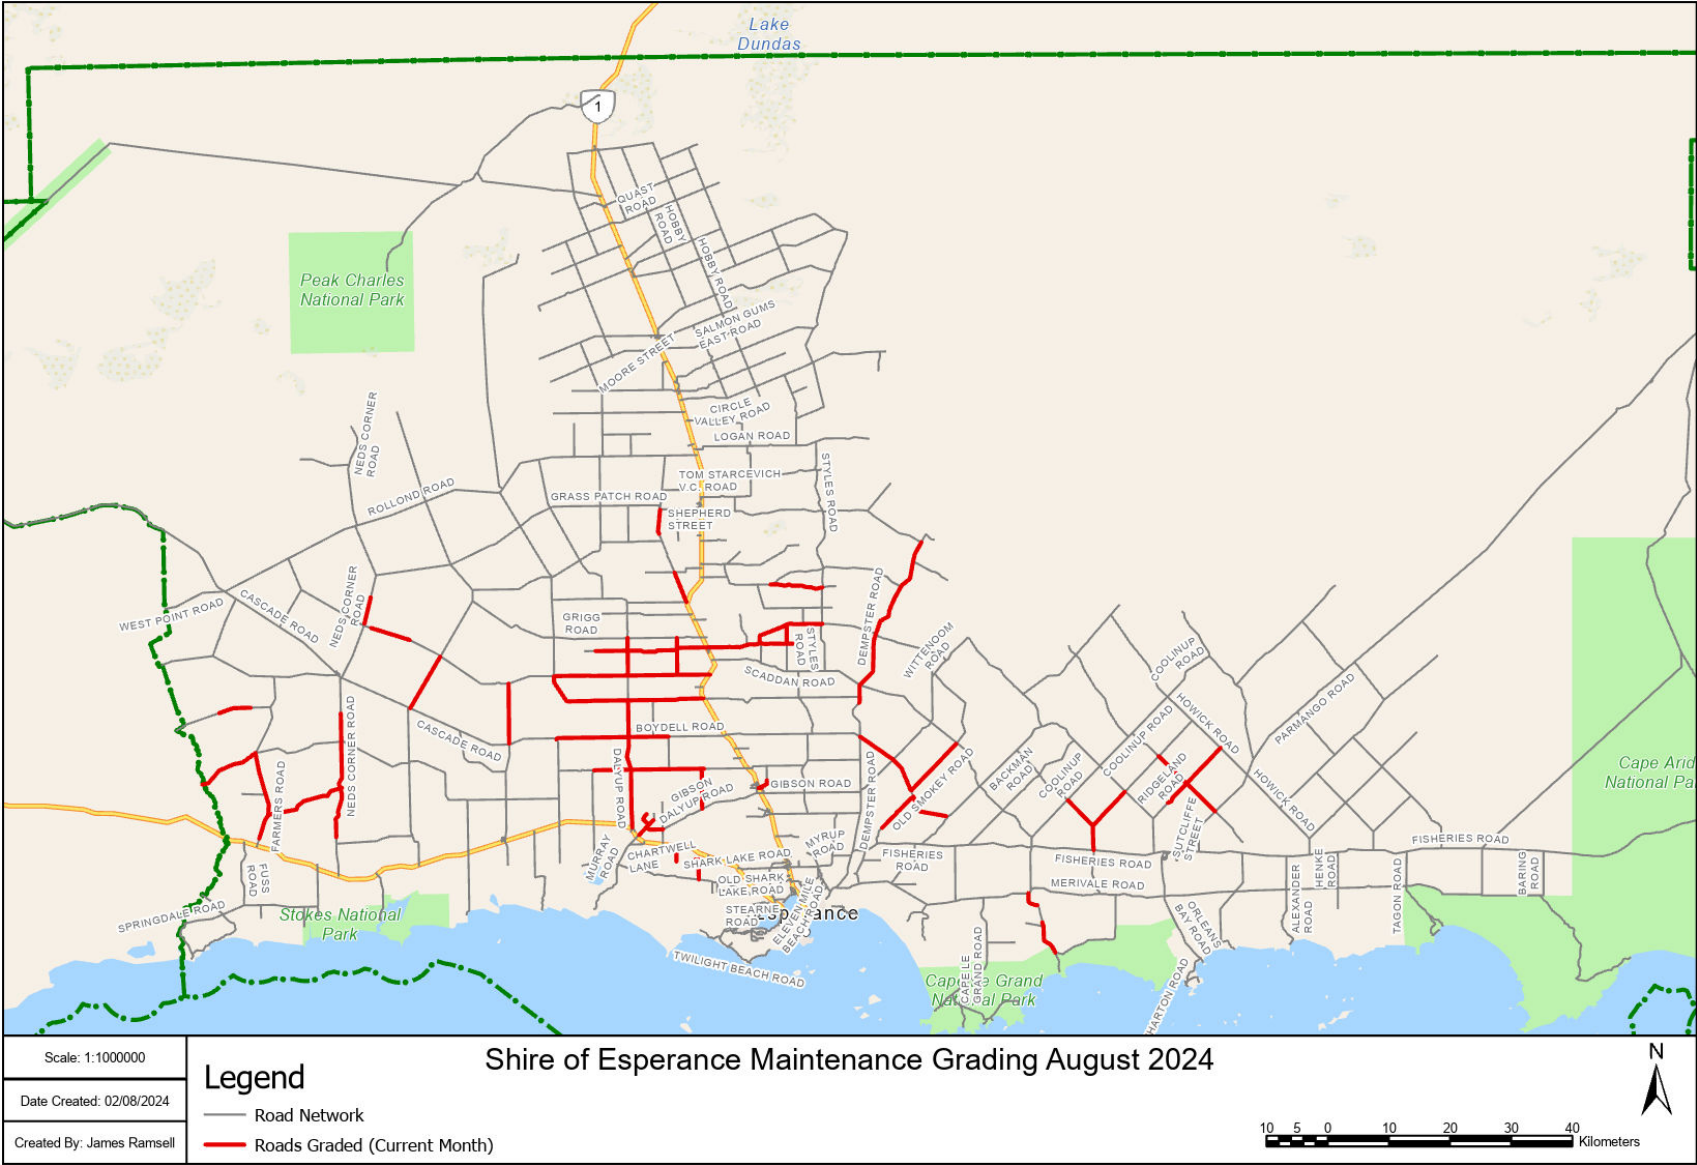 Lake
Dundas
1
QUAST
ROAD
HOBBY
ROAD
HOBBY ROAD
Peak Charles
National Park
SALMON GUMS
EAST ROAD
MOORE STREET
CIRCLE
VALLEY ROAD
LOGAN ROAD
NEDS CORNER
ROAD
STYLES ROAD
TOM STARCEVICH
V.C. ROAD
ROLLOND ROAD
GRASS PATCH ROAD
SHEPHERD
STREET
NEDS CORNER
ROAD
DEMPSTER ROAD
WEST POINT ROAD
CASCADE ROAD
GRIGG
ROAD
STYLES
ROAD
WITTENOOM
ROAD
COOLINUP
ROAD
SCADDAN ROAD
PARMANGO ROAD
HOWICK ROAD
NEDS CORNER ROAD
CASCADE ROAD
BOYDELL ROAD
COOLINUP ROAD
DALYUP ROAD
BACKMAN
ROAD
COOLINUP
ROAD
RIDGELAND
ROAD
HOWICK ROAD
Cape Arid
National Pa
GIBSON
DALYUP ROAD
GIBSON ROAD
DEMPSTER ROAD
OLD SMOKEY ROAD
FARMERS ROAD
SUTCLIFFE
STREET
MYRUP
ROAD
FISHERIES ROAD
MURRAY
ROAD
CHARTWELL
LANE
SHARK LAKE ROAD
FISHERIES
ROAD
FISHERIES ROAD
HENKE
ROAD
BARING
ROAD
FUSS
ROAD
OLD SHARK
LAKE ROAD
MERIVALE ROAD
ALEXANDER
ROAD
TAGON ROAD
SPRINGDALE ROAD
Stokes National
Park
STEARNE
ROAD
Esperance
ELEVEN MILE
BEACH ROAD
ORLEANS
BAY ROAD
TWILIGHT BEACH ROAD
CAPE LE
GRAND ROAD
Cape Le Grand
National Park
HARTON ROAD
Scale: 1:1000000
Date Created: 02/08/2024
Created By: James Ramsell
Shire of Esperance Maintenance Grading August 2024
Legend
Road Network
Roads Graded (Current Month)
N
10 5 0 10 20 30 40
Kilometers